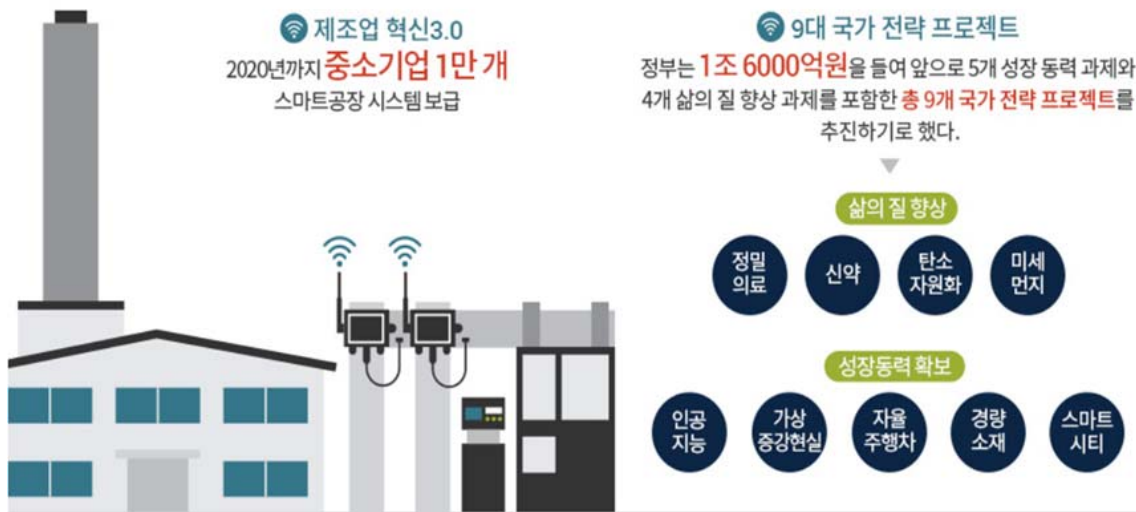 제조업 혁신3.0
2020년까지 중소기업 1만 개
스마트공장 시스템 보급
9대 국가 전략 프로젝트
정부는 1조 6000억원을 들여 앞으로 5개 성장 동력 과제와
4개 삶의 질 향상 과제를 포함한 총 9개 국가 전략 프로젝트를
추진하기로 했다.
삶의 질 향상
정밀
의료
신약
탄소
자원화
미세
먼지
성장동력 확보
인공
지능
가상
증강현실
자율
주행차
경량
소재
스마트
시티